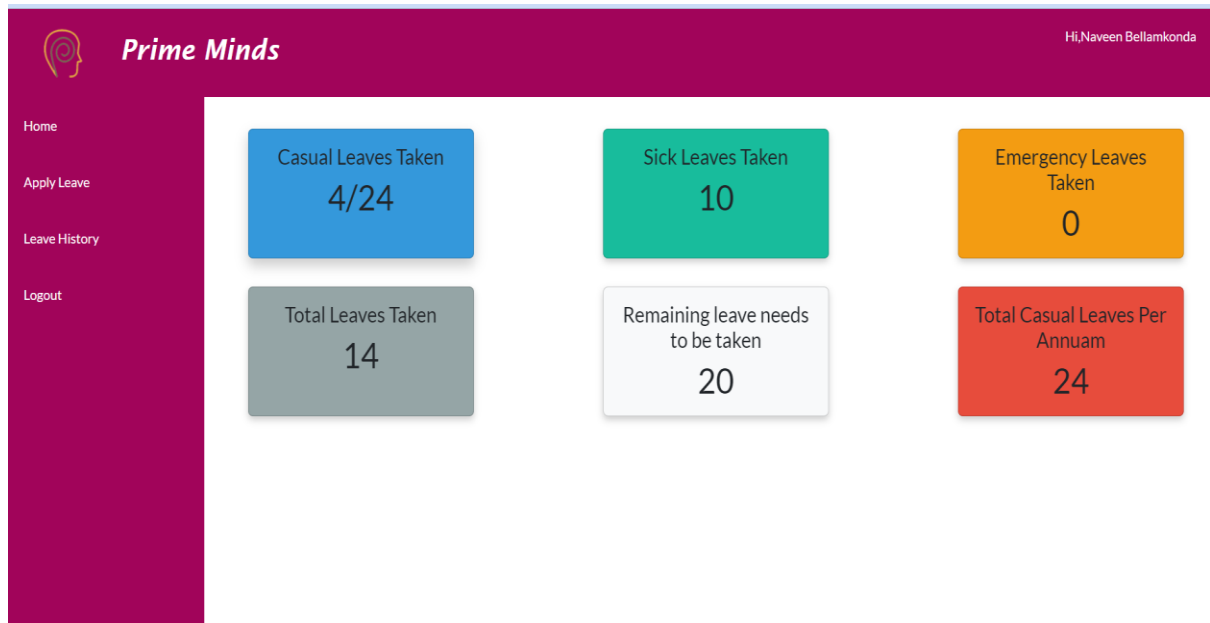 Prime Minds
Hi,Naveen Bellamkonda
Home
Apply Leave
Leave History
Logout
Casual Leaves Taken
4/24
Sick Leaves Taken
10
Emergency Leaves
Taken
0
Total Leaves Taken
14
Remaining leave needs
to be taken
20
Total Casual Leaves Per
Annuam
24